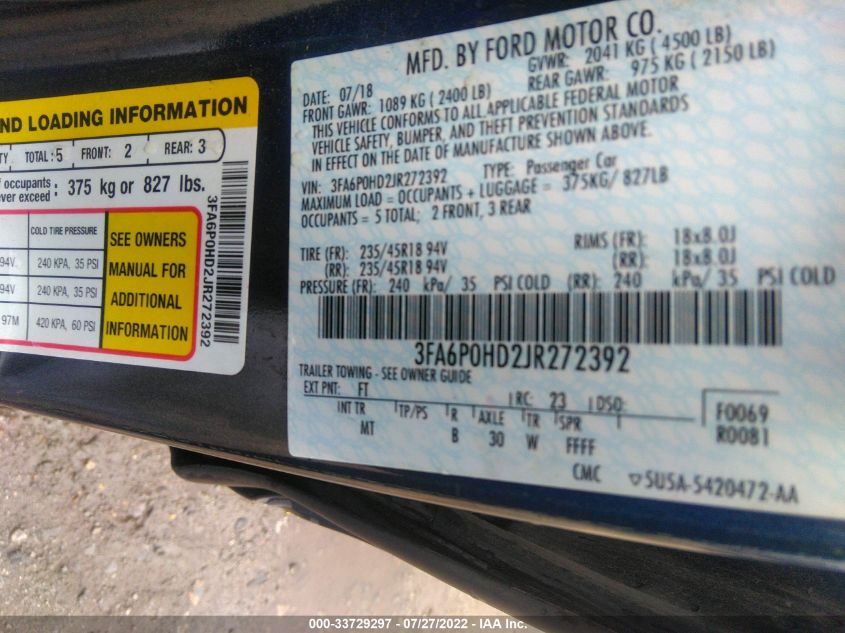 ND LOADING INFORMATION
TY TOTAL: 5 FRONT: 2 REAR: 3
f occupants
ever exceed : 375 kg or 827 lbs.
COLD TIRE PRESSURE
94V 240 KPA, 35 PSI
94V 240 KPA, 35 PSI
97M 420 KPA, 60 PSI
SEE OWNERS
MANUAL FOR
ADDITIONAL
INFORMATION
3FA6P0HD2JR272392
MFD. BY FORD MOTOR CO.
DATE: 07/18 GVWR: 2041 KG ( 4500 LB)
FRONT GAWR: 1089 KG ( 2400 LB) REAR GAWR: 975 KG ( 2150 LB)
THIS VEHICLE CONFORMS TO ALL APPLICABLE FEDERAL MOTOR
VEHICLE SAFETY, BUMPER, AND THEFT PREVENTION STANDARDS
IN EFFECT ON THE DATE OF MANUFACTURE SHOWN ABOVE.
VIN: 3FA6P0HD2JR272392 TYPE: Passenger Car
MAXIMUM LOAD = OCCUPANTS + LUGGAGE = 375KG/ 827LB
OCCUPANTS = 5 TOTAL; 2 FRONT, 3 REAR
TIRE (FR): 235/45R18 94V RIMS (FR): 18x8.0J
(RR): 235/45R18 94V (RR): 18x8.0J
PRESSURE (FR): 240 kPa/ 35 PSI COLD (RR): 240 kPa/ 35 PSI COLD
3FA6P0HD2JR272392
TRAILER TOWING - SEE OWNER GUIDE
EXT PNT: FT RC: 23 DSO:
INT TR TP/PS R AXLE TR SPR
MT B 30 W FFFF
F0069
R0081
CMC ▽5U5A-5420472-AA
000-33729297 - 07/27/2022 - IAA Inc.